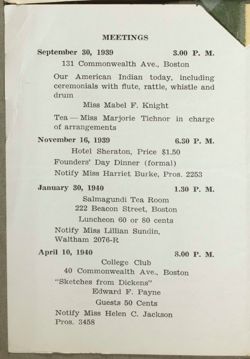 MEETINGS
September 30, 1939 3.00 P. M.
131 Commonwealth Ave., Boston
Our American Indian today, including
ceremonials with flute, rattle, whistle and
drum
Miss Mabel F. Knight
Tea — Miss Marjorie Tichnor in charge
of arrangements
November 16, 1939 6.30 P. M.
Hotel Sheraton, Price $1.50
Founders' Day Dinner (formal)
Notify Miss Harriet Burke, Pros. 2253
January 30, 1940 1.30 P. M.
Salmagundi Tea Room
222 Beacon Street, Boston
Luncheon 60 or 80 cents
Notify Miss Lillian Sundin,
Waltham 2076-R
April 10, 1940 8.00 P. M.
College Club
40 Commonwealth Ave., Boston
"Sketches from Dickens"
Edward F. Payne
Guests 50 Cents
Notify Miss Helen C. Jackson
Pros. 3458